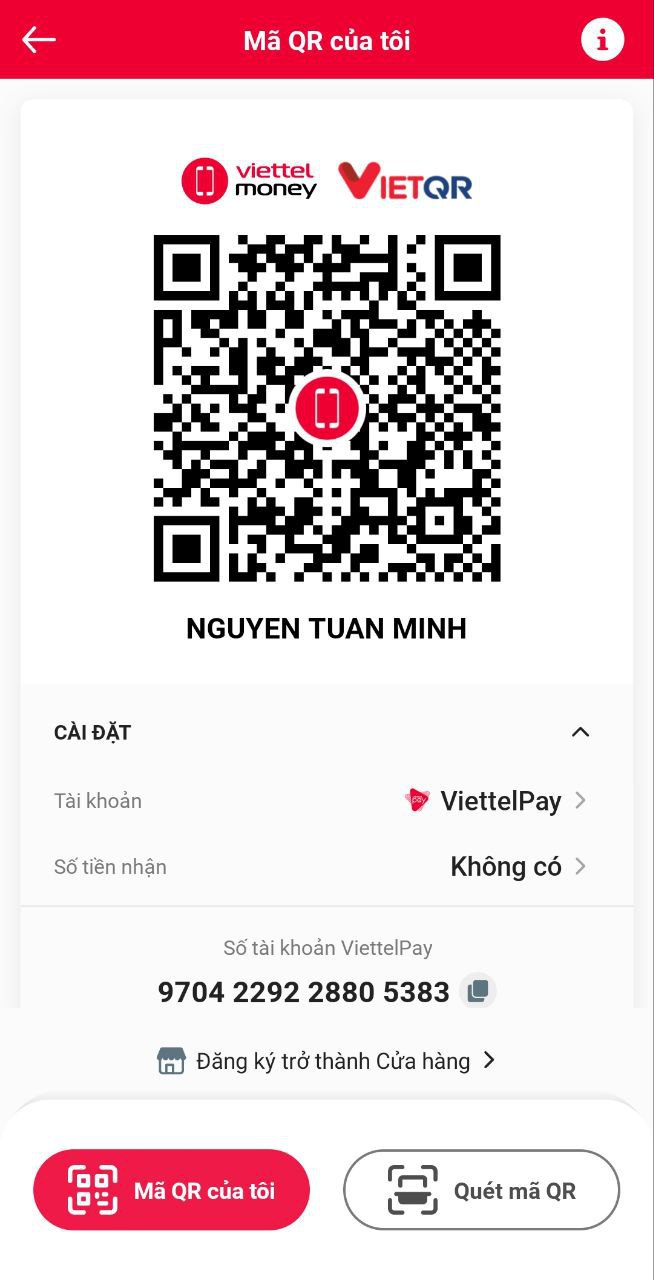 Mã QR của tôi
viettel money
VIETQR
NGUYEN TUAN MINH
CÀI ĐẶT
Tài khoản ViettelPay
Số tiền nhận Không có
Số tài khoản ViettelPay
9704 2292 2880 5383
Đăng ký trở thành Cửa hàng
Mã QR của tôi Quét mã QR